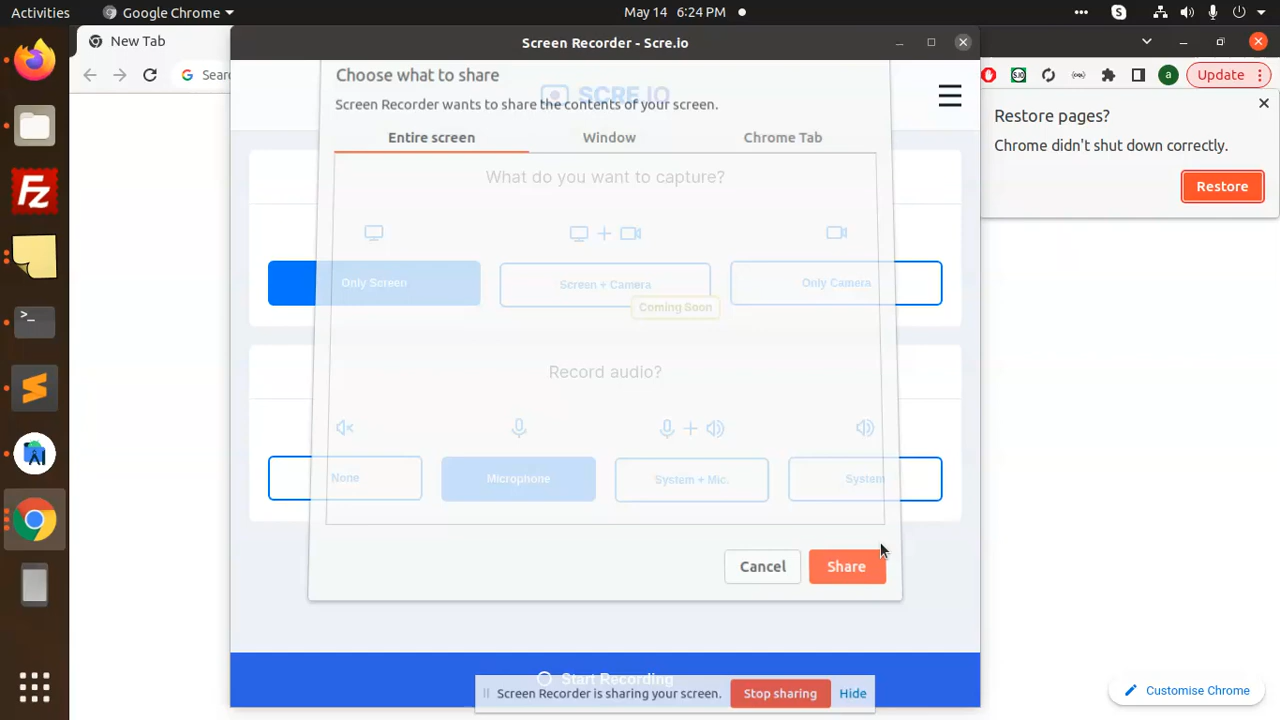 Activities
Google Chrome
May 14 6:24 PM
New Tab
Screen Recorder - Scre.io
Sear
a
Update
Choose what to share
SCRE.IO
Screen Recorder wants to share the contents of your screen.
Entire screen
Window
Chrome Tab
Restore pages?
Chrome didn't shut down correctly.
Restore
What do you want to capture?
Only Screen
Screen + Camera
Only Camera
Coming Soon
Record audio?
None
Microphone
System + Mic.
System
Cancel
Share
Start Recording
Screen Recorder is sharing your screen.
Stop sharing
Hide
Customise Chrome